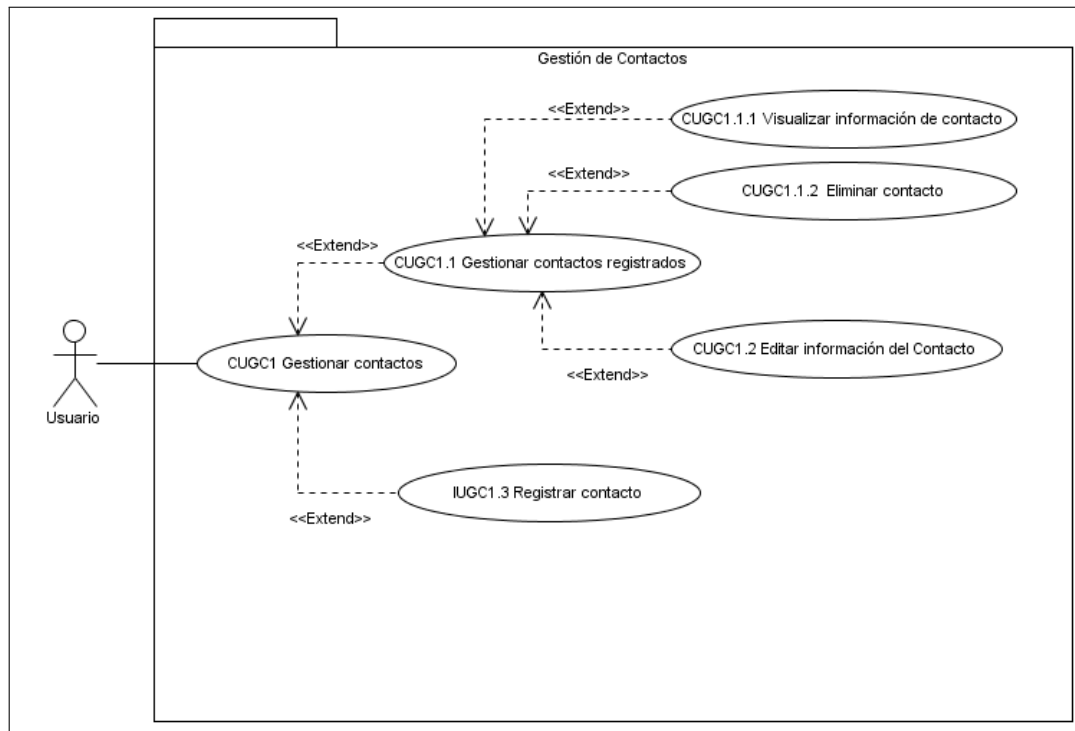 Gestión de Contactos
<<Extend>>
CUGC1.1.1 Visualizar información de contacto
<<Extend>>
CUGC1.1.2 Eliminar contacto
<<Extend>>
CUGC1.1 Gestionar contactos registrados
CUGC1.2 Editar información del Contacto
<<Extend>>
CUGC1 Gestionar contactos
Usuario
IUGC1.3 Registrar contacto
<<Extend>>